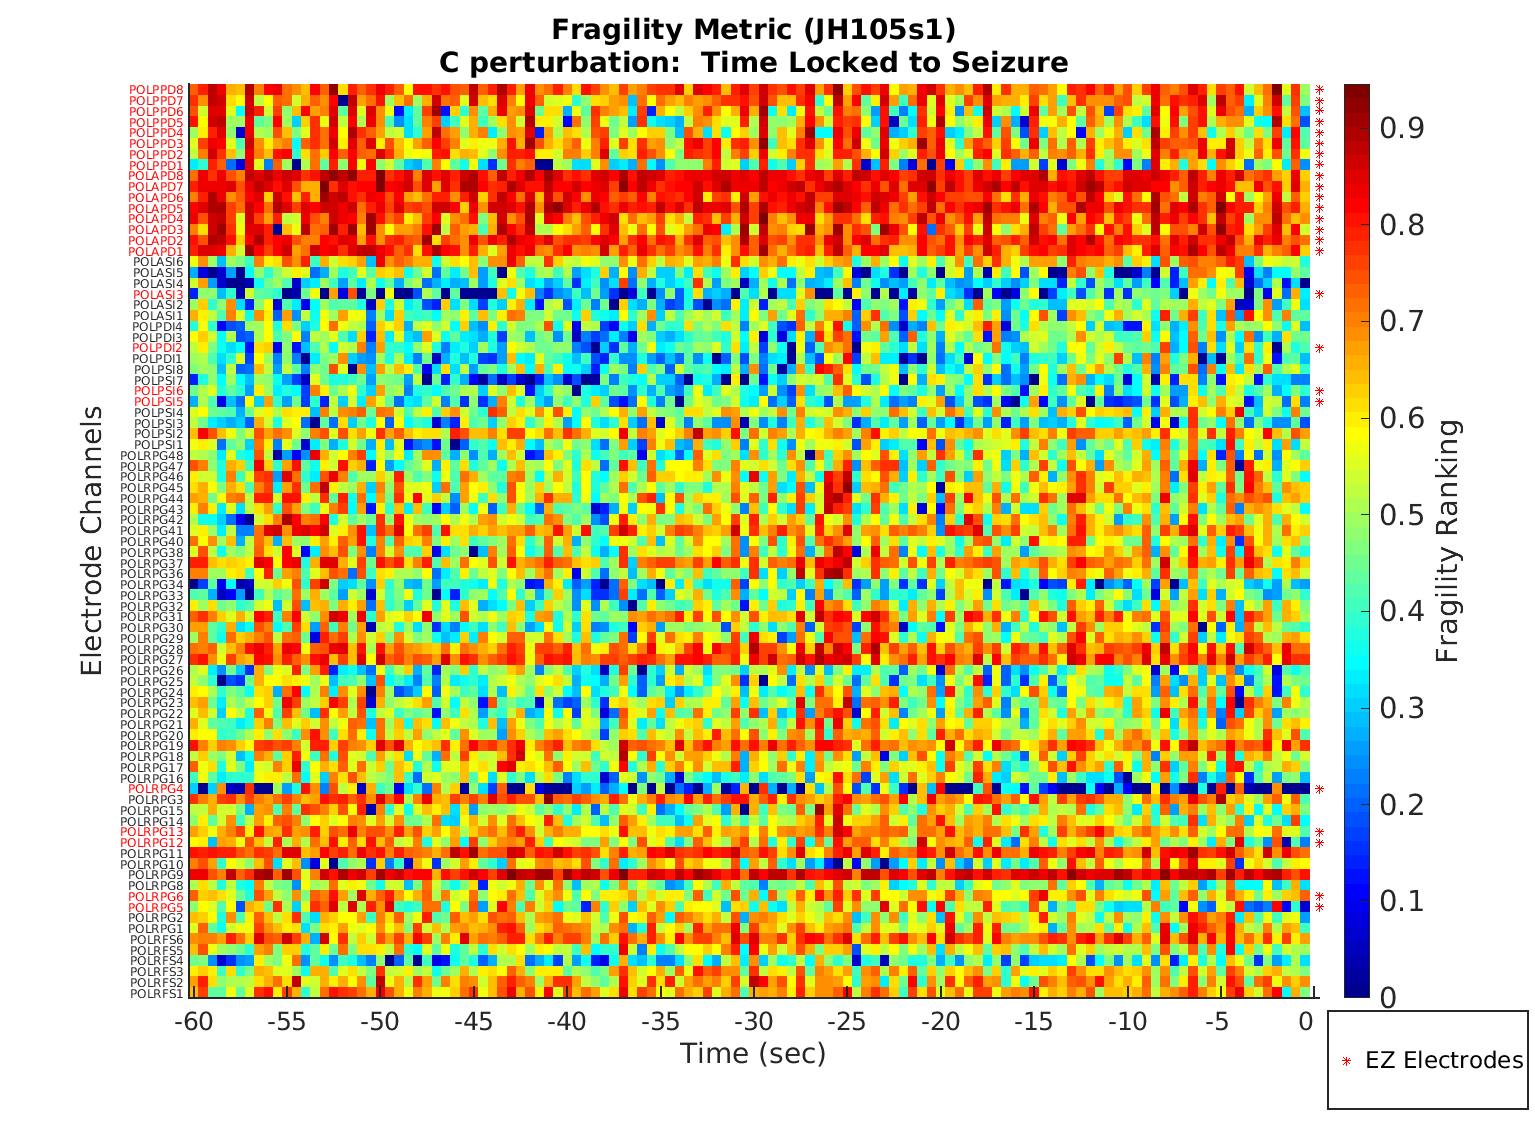 Fragility Metric (JH105s1)
C perturbation:  Time Locked to Seizure
POLPPD8
POLPPD7
POLPPD6
POLPPD5
POLPPD4
POLPPD3
POLPPD2
POLPPD1
POLAPD8
POLAPD7
POLAPD6
POLAPD5
POLAPD4
POLAPD3
POLAPD2
POLAPD1
POLASI6
POLASI5
POLASI4
POLASI3
POLASI2
POLASI1
POLPDI4
POLPDI3
POLPDI2
POLPDI1
POLPSI8
POLPSI7
POLPSI6
POLPSI5
POLPSI4
POLPSI3
POLPSI2
POLPSI1
POLRPG48
POLRPG47
POLRPG46
POLRPG45
POLRPG44
POLRPG43
POLRPG42
POLRPG41
POLRPG40
POLRPG38
POLRPG37
POLRPG36
POLRPG34
POLRPG33
POLRPG32
POLRPG31
POLRPG30
POLRPG29
POLRPG28
POLRPG27
POLRPG26
POLRPG25
POLRPG24
POLRPG23
POLRPG22
POLRPG21
POLRPG20
POLRPG19
POLRPG18
POLRPG17
POLRPG16
POLRPG4
POLRPG3
POLRPG15
POLRPG14
POLRPG13
POLRPG12
POLRPG11
POLRPG10
POLRPG9
POLRPG8
POLRPG6
POLRPG5
POLRPG2
POLRPG1
POLRFS6
POLRFS5
POLRFS4
POLRFS3
POLRFS2
POLRFS1
Electrode Channels
-60 -55 -50 -45 -40 -35 -30 -25 -20 -15 -10 -5 0
Time (sec)
0.9
0.8
0.7
0.6
0.5
0.4
0.3
0.2
0.1
0
Fragility Ranking
EZ Electrodes